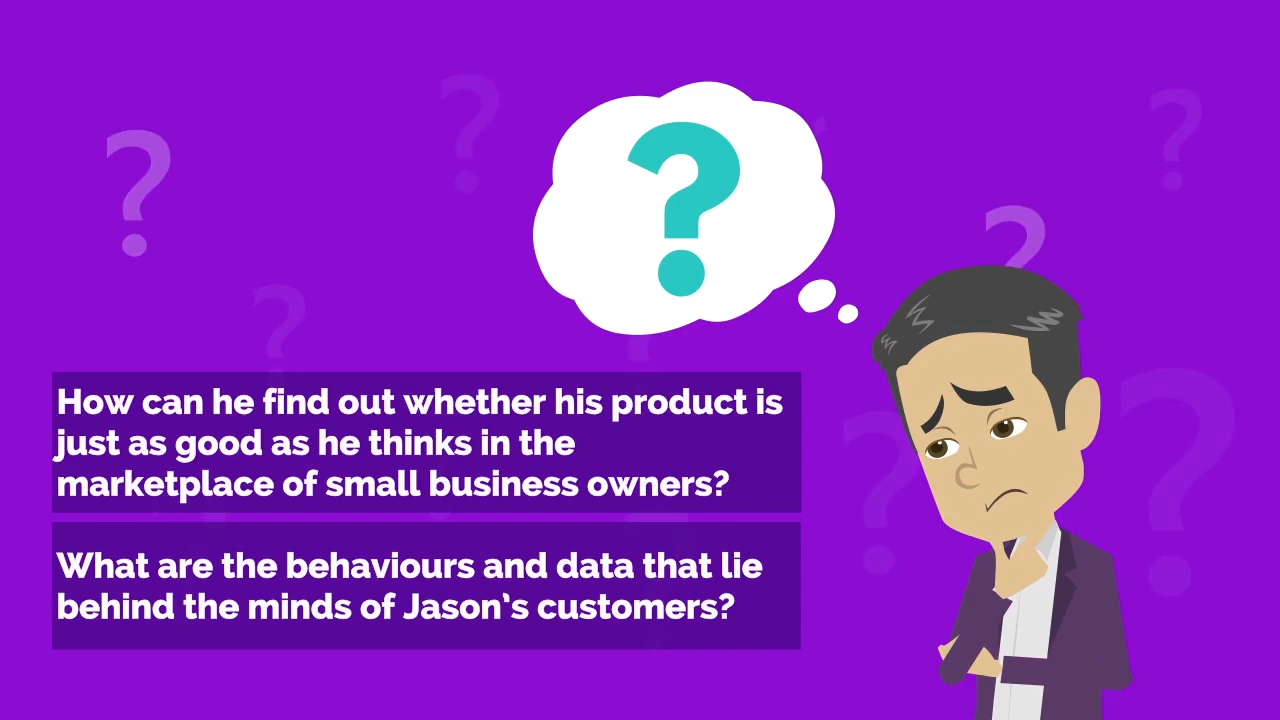 ?
How can he find out whether his product is
just as good as he thinks in the
marketplace of small business owners?
What are the behaviours and data that lie
behind the minds of Jason's customers?